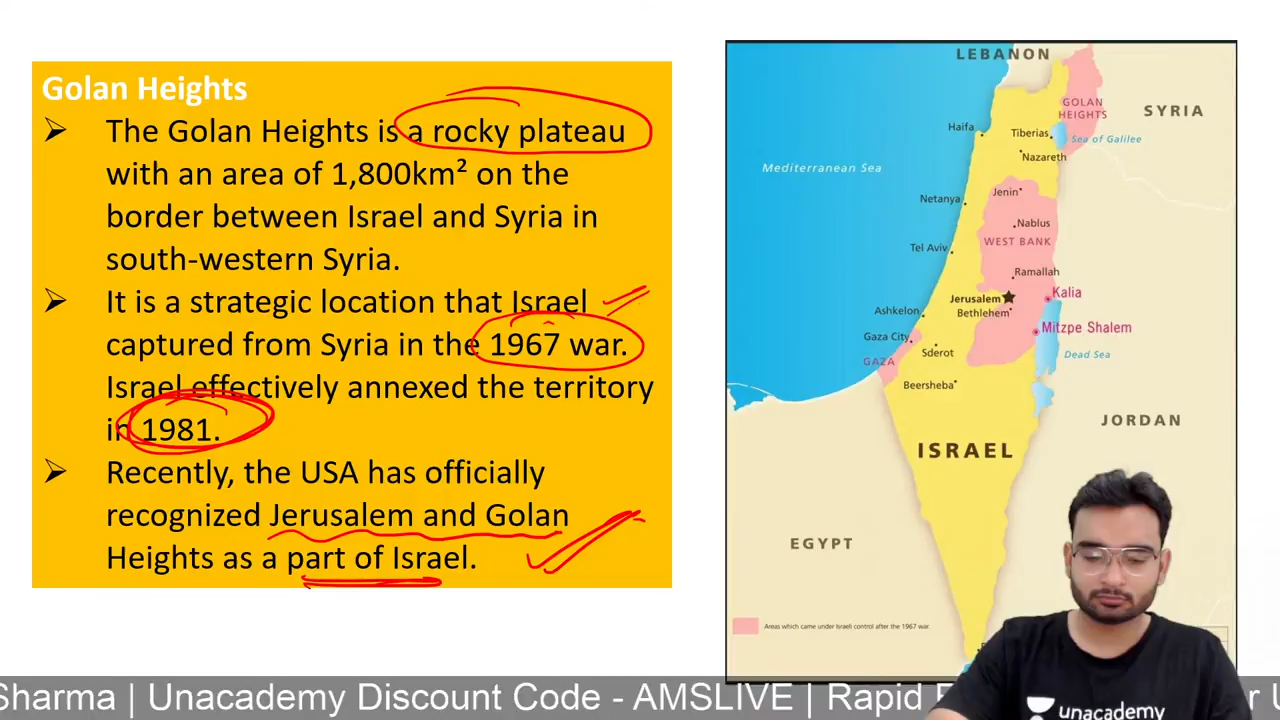 Golan Heights
➢ The Golan Heights is a rocky plateau
with an area of 1,800km² on the
border between Israel and Syria in
south-western Syria.
➢ It is a strategic location that Israel
captured from Syria in the 1967 war.
Israel effectively annexed the territory
in 1981.
➢ Recently, the USA has officially
recognized Jerusalem and Golan
Heights as a part of Israel.
LEBANON
GOLAN
HEIGHTS
SYRIA
Haifa
Tiberias
Sea of Galilee
Nazareth
Mediterranean Sea
Jenin
Netanya
Nablus
WEST BANK
Tel Aviv
Ramallah
Kalia
Jerusalem
Bethlehem
Ashkelon
Mitzpe Shalem
Gaza City
Sderot
Dead Sea
GAZA
Beersheba
JORDAN
ISRAEL
EGYPT
Areas which came under Israeli control after the 1967 war.
Sharma | Unacademy Discount Code - AMSLIVE | Rapid
unacademy